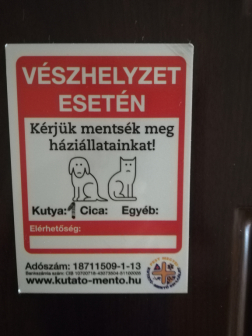 VÉSZHELYZET
ESETÉN
Kérjük mentsék meg
háziállatainkat!
Kutya: 1 Cica: Egyéb:
Elérhetőség:
Adószám: 18711509-1-13
www.kutato-mento.hu